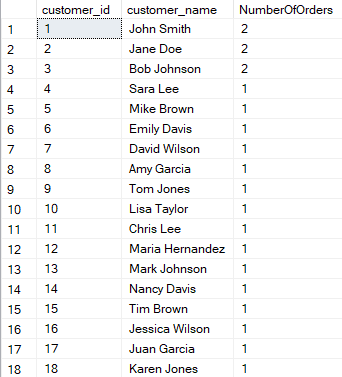 customer_id customer_name NumberOfOrders
1 1 John Smith 2
2 2 Jane Doe 2
3 3 Bob Johnson 2
4 4 Sara Lee 1
5 5 Mike Brown 1
6 6 Emily Davis 1
7 7 David Wilson 1
8 8 Amy Garcia 1
9 9 Tom Jones 1
10 10 Lisa Taylor 1
11 11 Chris Lee 1
12 12 Maria Hernandez 1
13 13 Mark Johnson 1
14 14 Nancy Davis 1
15 15 Tim Brown 1
16 16 Jessica Wilson 1
17 17 Juan Garcia 1
18 18 Karen Jones 1